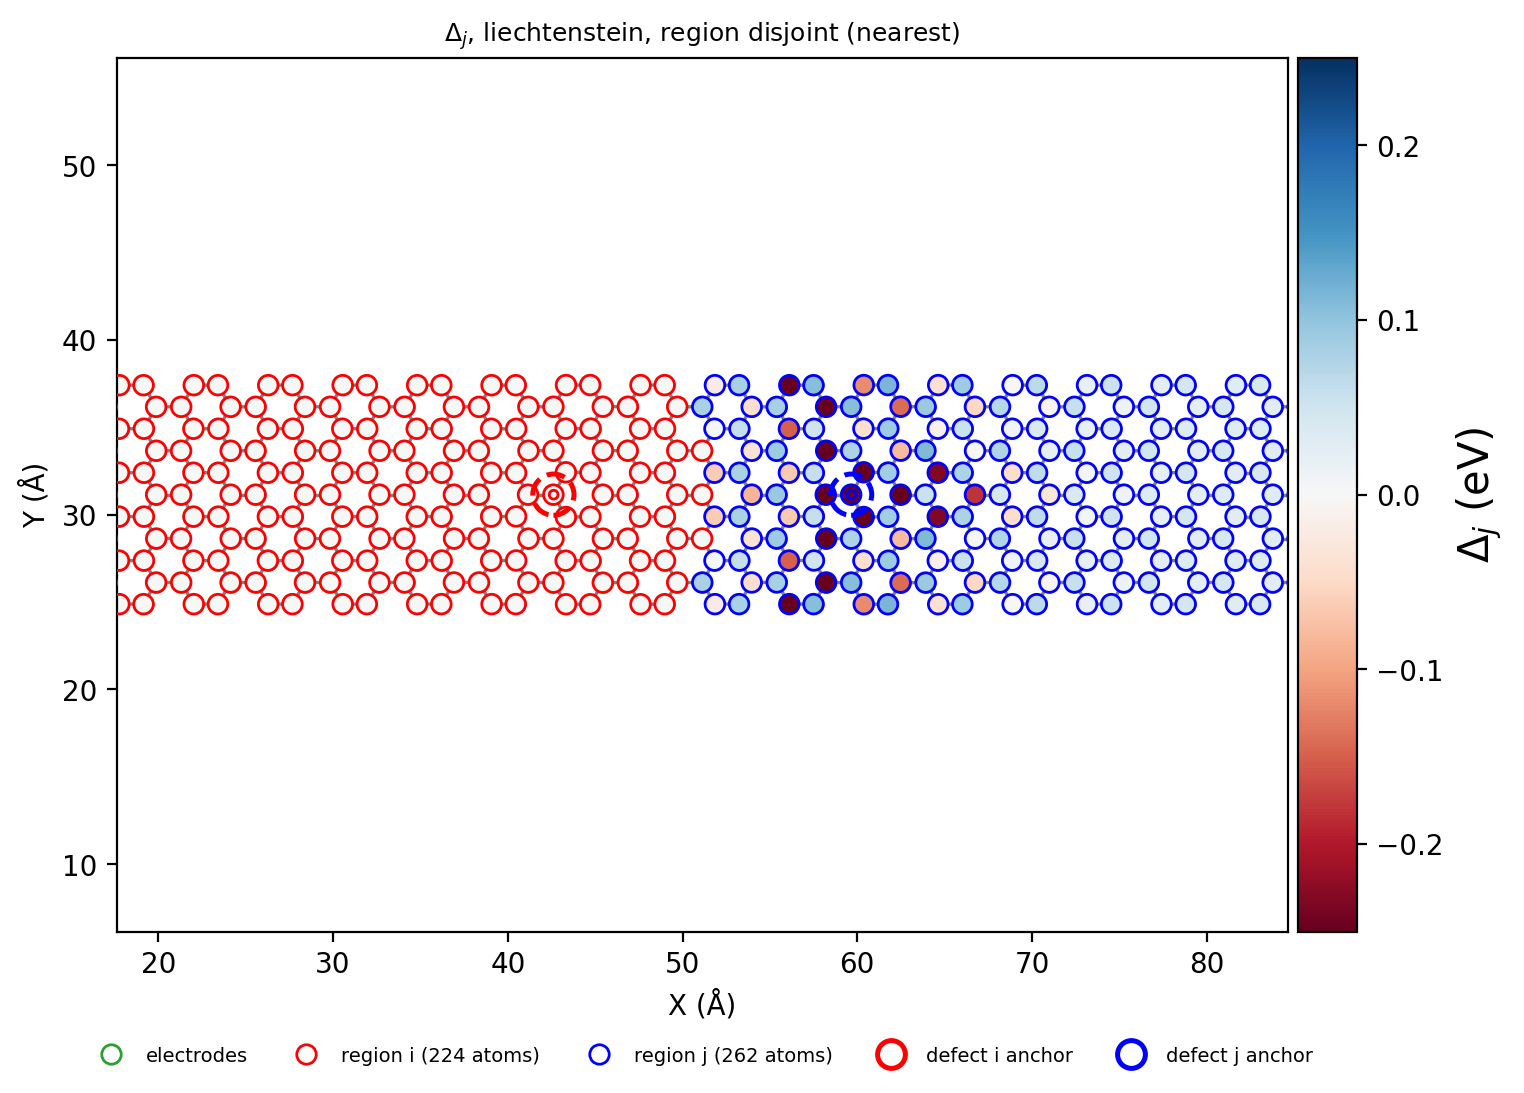 Δj, liechtenstein, region disjoint (nearest)
50
40
30
20
10
Y (Å)
20 30 40 50 60 70 80
X (Å)
0.2
0.1
0.0
−0.1
−0.2
Δj (eV)
electrodes region i (224 atoms) region j (262 atoms) defect i anchor defect j anchor